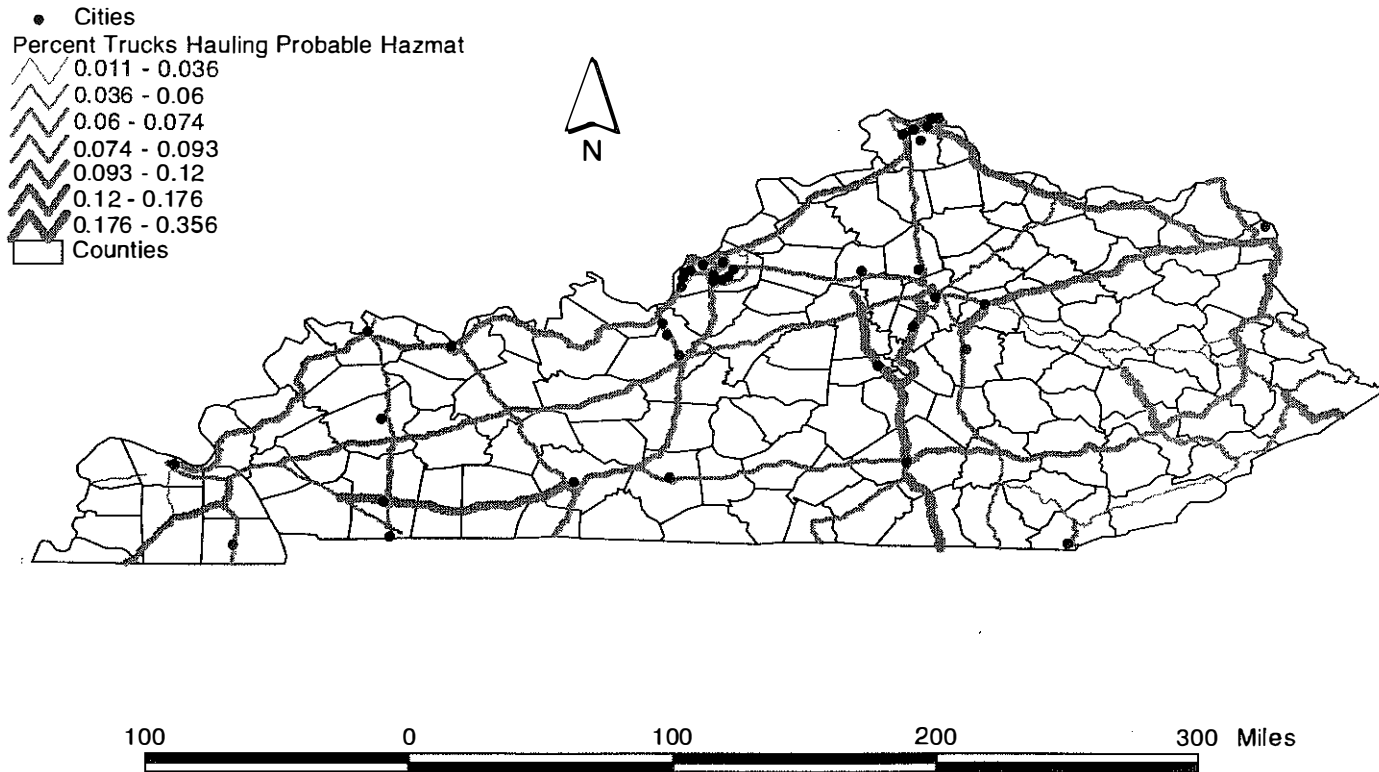 Cities
Percent Trucks Hauling Probable Hazmat
0.011 - 0.036
0.036 - 0.06
0.06 - 0.074
0.074 - 0.093
0.093 - 0.12
0.12 - 0.176
0.176 - 0.356
Counties
N
100 0 100 200 300 Miles